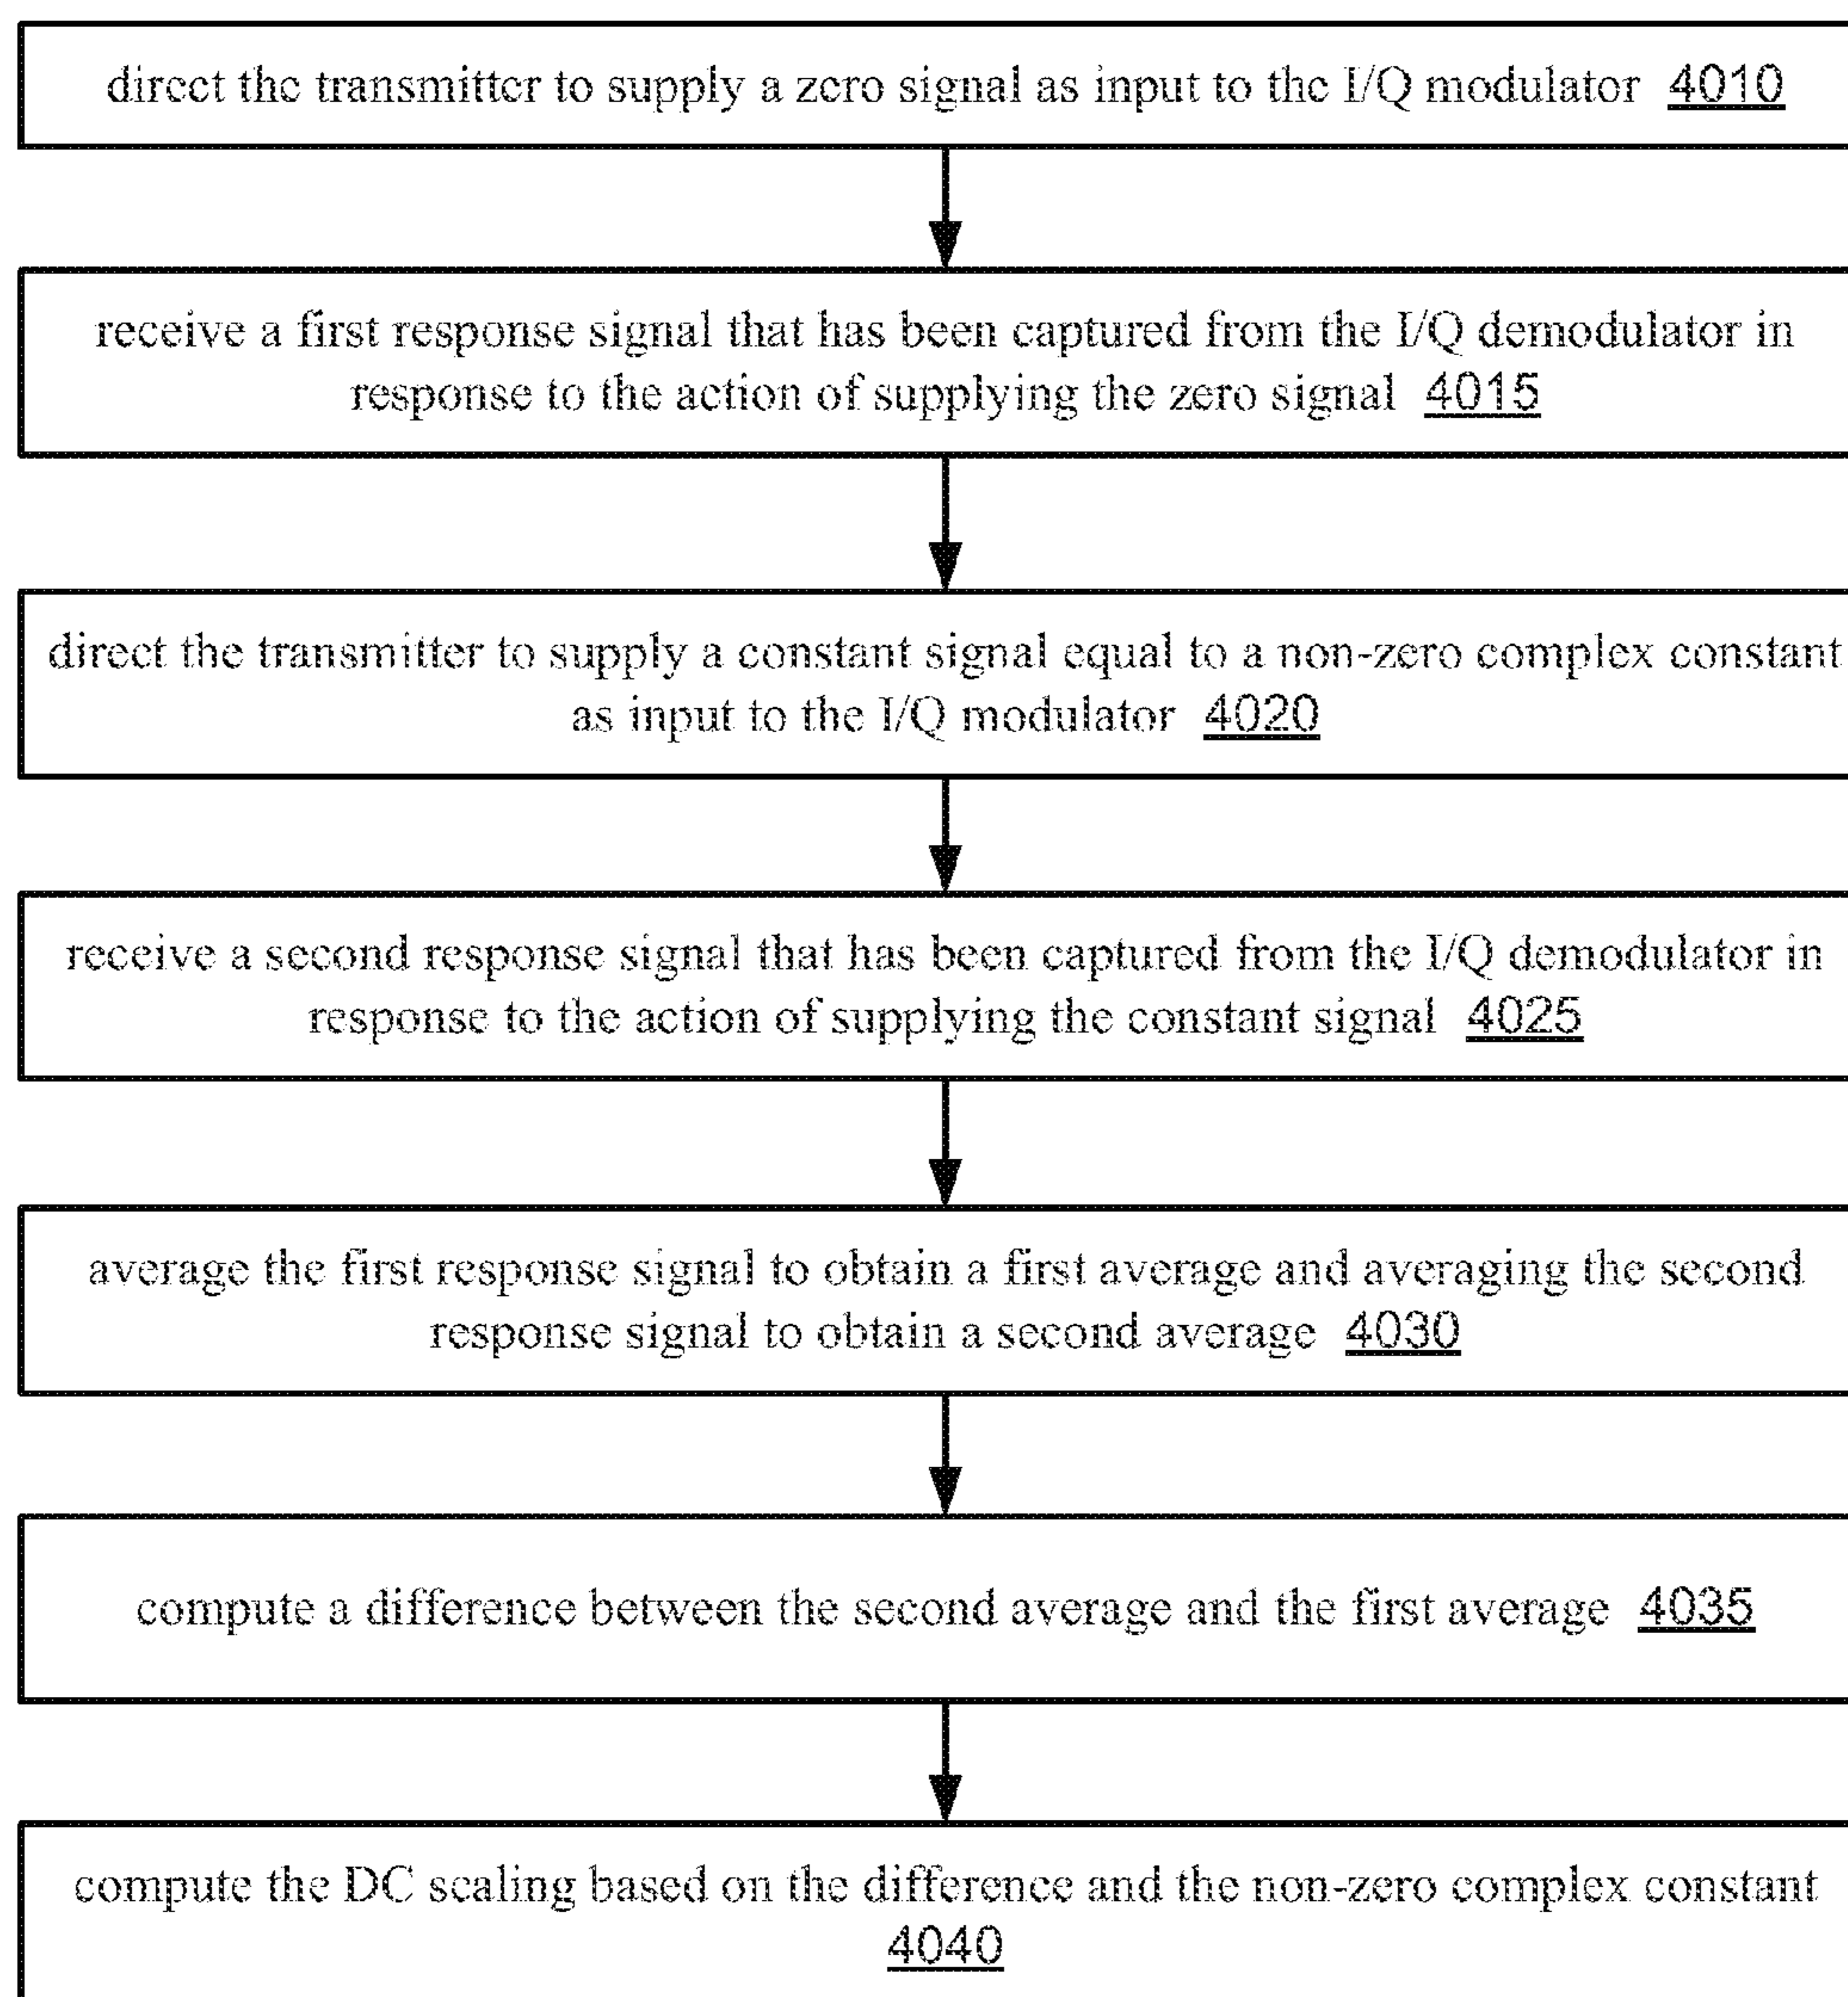 direct the transmitter to supply a zero signal as input to the I/Q modulator 4010
receive a first response signal that has been captured from the I/Q demodulator in
response to the action of supplying the zero signal 4015
direct the transmitter to supply a constant signal equal to a non-zero complex constant
as input to the I/Q modulator 4020
receive a second response signal that has been captured from the I/Q demodulator in
response to the action of supplying the constant signal 4025
average the first response signal to obtain a first average and averaging the second
response signal to obtain a second average 4030
compute a difference between the second average and the first average 4035
compute the DC scaling based on the difference and the non-zero complex constant
4040